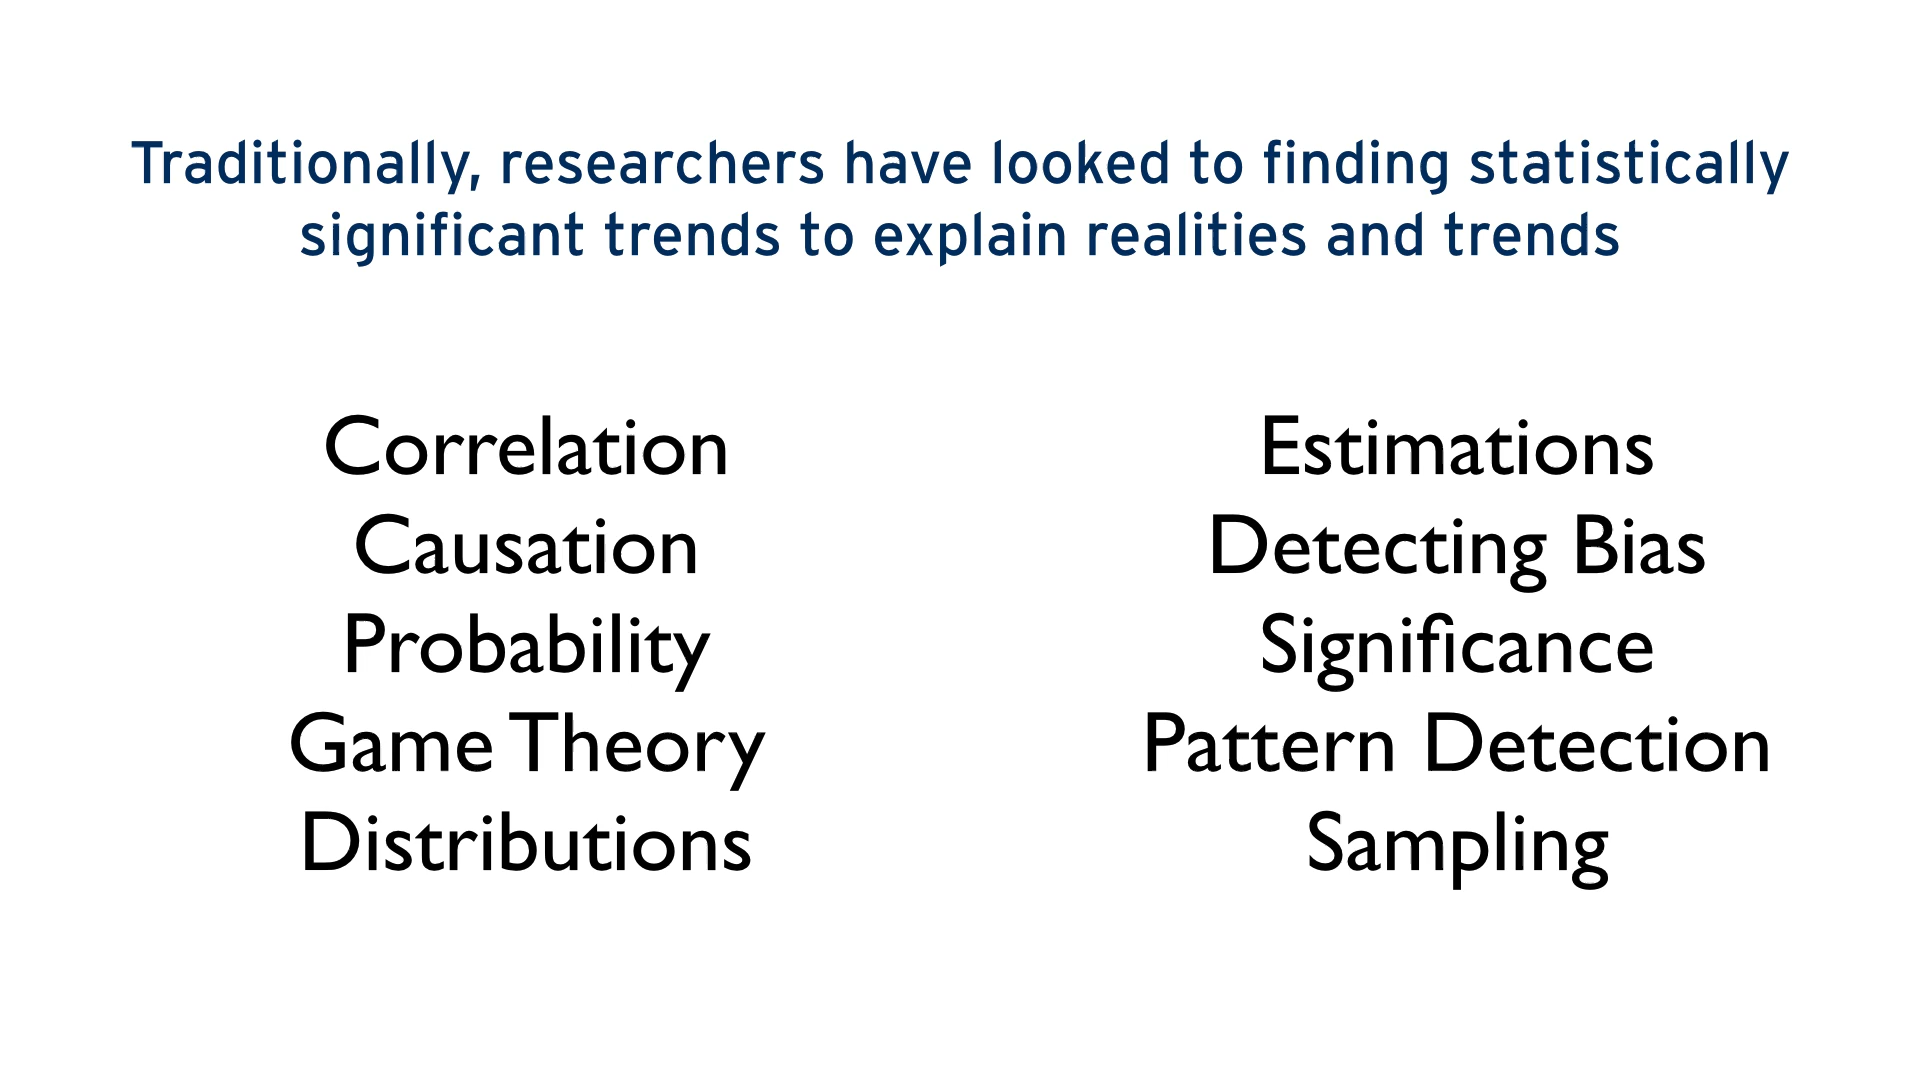 Traditionally, researchers have looked to finding statistically
significant trends to explain realities and trends
Correlation
Causation
Probability
Game Theory
Distributions
Estimations
Detecting Bias
Significance
Pattern Detection
Sampling